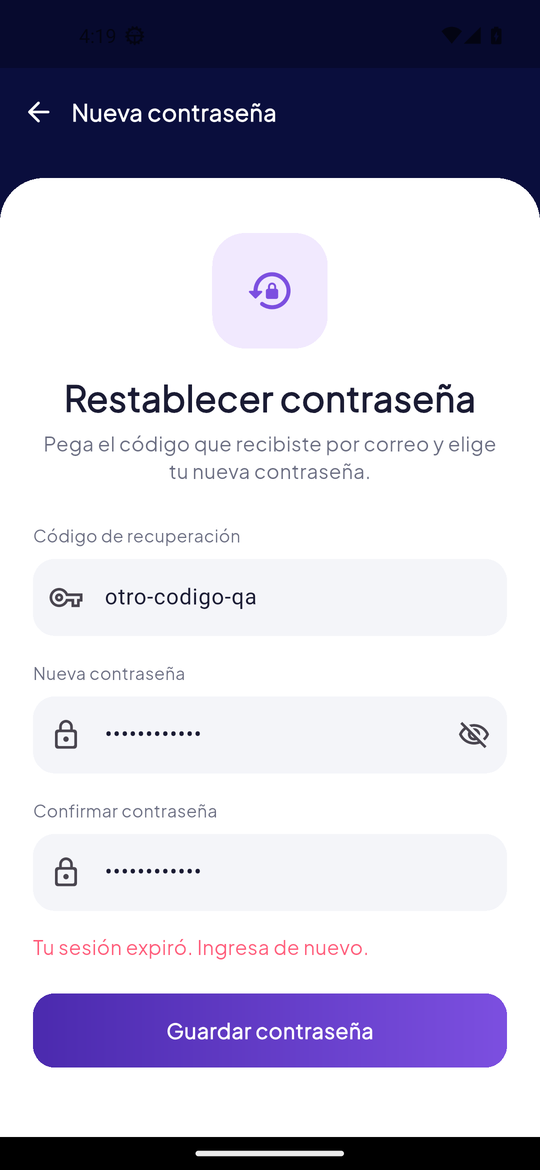 4:19
Nueva contraseña
Restablecer contraseña
Pega el código que recibiste por correo y elige
tu nueva contraseña.
Código de recuperación
otro-codigo-qa
Nueva contraseña
••••••••••••
Confirmar contraseña
••••••••••••
Tu sesión expiró. Ingresa de nuevo.
Guardar contraseña